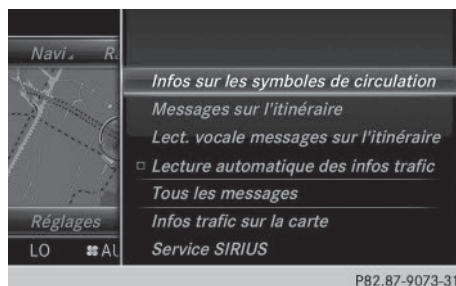 Navi
Infos sur les symboles de circulation
Messages sur l'itinéraire
Lect. vocale messages sur l'itinéraire
Lecture automatique des infos trafic
Tous les messages
Réglages
Infos trafic sur la carte
LO
Service SIRIUS
P82.87-9073-31